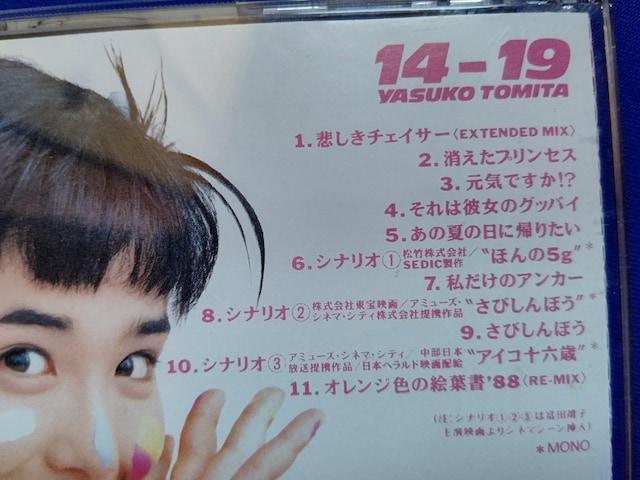 14-19
YASUKO TOMITA
1.悲しきチェイサー〈EXTENDED MIX〉
2.消えたプリンセス
3.元気ですか!?
4.それは彼女のグッバイ
5.あの夏の日に帰りたい
6.シナリオ①松竹株式会社/SEDIC製作“ほんの5g”*
7.私だけのアンカー
8.シナリオ②株式会社東宝映画/アミューズ・シネマ・シティ株式会社提携作品“さびしんぼう”*
9.さびしんぼう
10.シナリオ③アミューズ・シネマ・シティ/中部日本放送提携作品/日本ヘラルド映画配給“アイコ十六歳”*
11.オレンジ色の絵葉書'88〈RE-MIX〉
(注:シナリオ①②③は富田靖子
主演映画よりシネマシーン挿入)
*MONO